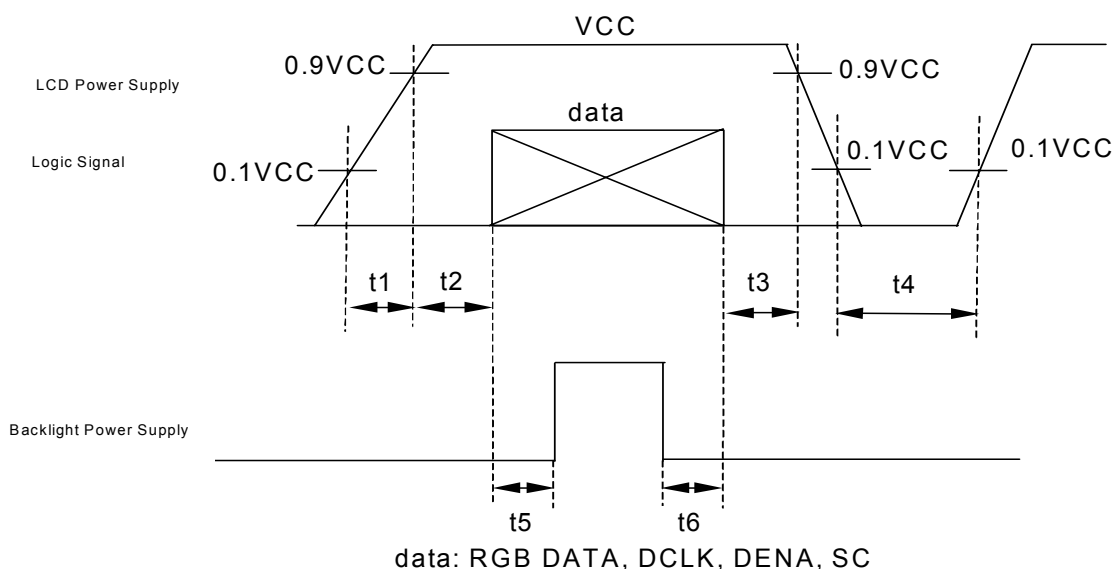 VCC
0.9VCC
0.9VCC
LCD Power Supply
data
Logic Signal
0.1VCC
0.1VCC
0.1VCC
t1
t2
t3
t4
Backlight Power Supply
t5
t6
data: RGB DATA, DCLK, DENA, SC